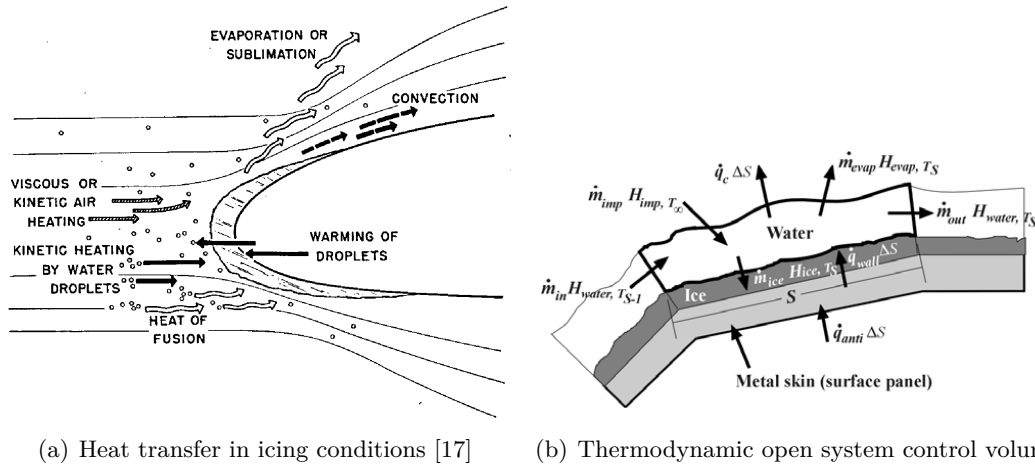 EVAPORATION OR
SUBLIMATION
CONVECTION
VISCOUS OR
KINETIC AIR
HEATING
KINETIC HEATING
BY WATER
DROPLETS
WARMING OF
DROPLETS
HEAT OF
FUSION
(a) Heat transfer in icing conditions [17]
q̇c ΔS
ṁevap Hevap, TS
ṁimp Himp, T∞
Water
ṁout Hwater, TS
ṁin Hwater, TS-1
Ice
ṁice Hice, TS
q̇wall ΔS
S
q̇anti ΔS
Metal skin (surface panel)
(b) Thermodynamic open system control volu